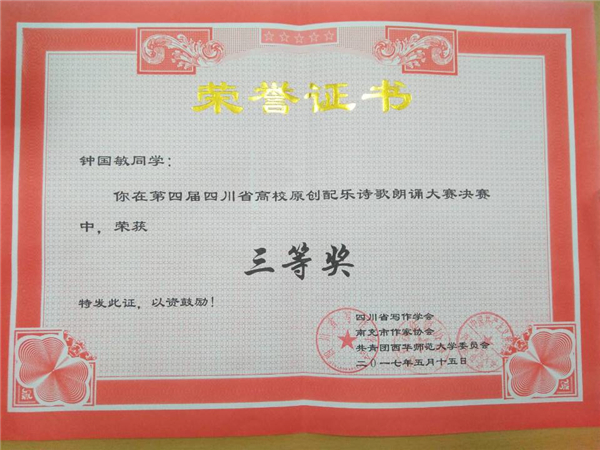 荣誉证书
钟国敏同学：
你在第四届四川省高校原创配乐诗歌朗诵大赛决赛
中，荣获
三等奖
特发此证，以资鼓励！
四川省写作学会
南充市作家协会
共青团西华师范大学委员会
二〇一七年五月十五日